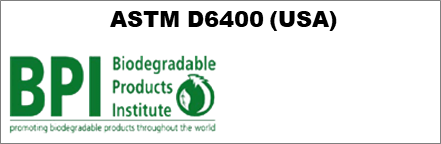 ASTM D6400 (USA)
BPI
Biodegradable
Products
Institute
promoting biodegradable products throughout the world